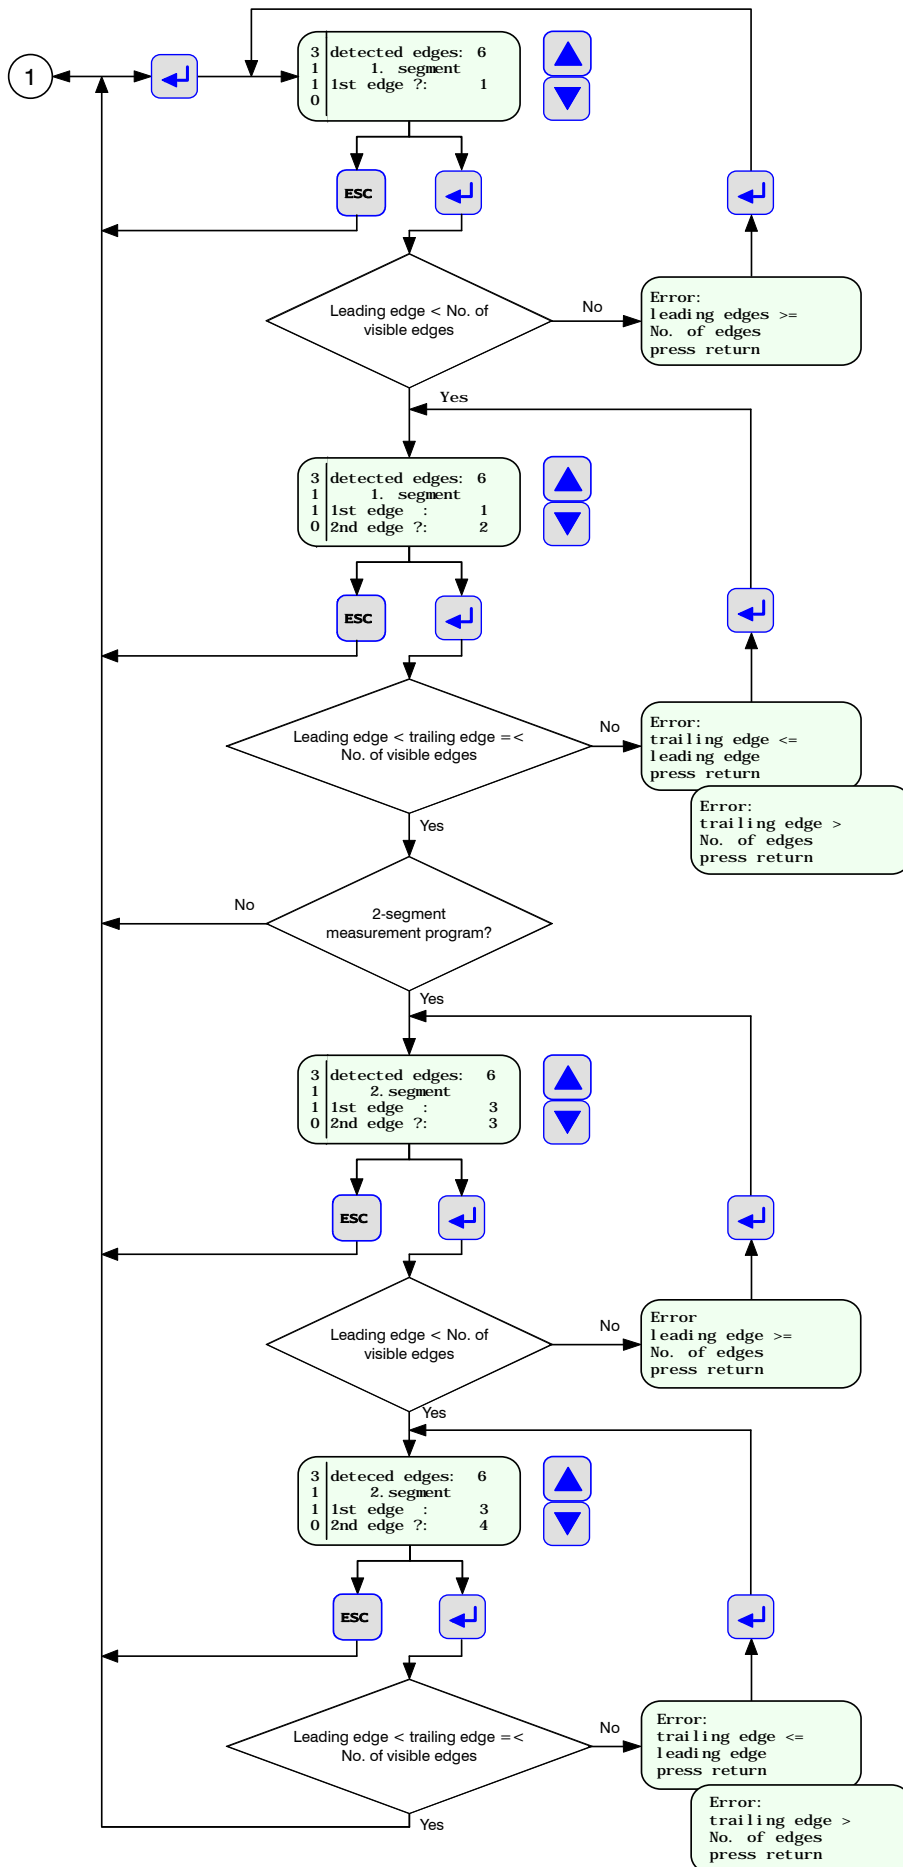 1
3 detected edges: 6
1 1. segment
1 1st edge ?: 1
0
ESC
Leading edge < No. of
visible edges
No
Error:
leading edges >=
No. of edges
press return
Yes
3 detected edges: 6
1 1. segment
1 1st edge : 1
0 2nd edge ?: 2
ESC
Leading edge < trailing edge =<
No. of visible edges
No
Error:
trailing edge <=
leading edge
press return
Error:
trailing edge >
No. of edges
press return
Yes
2-segment
measurement program?
No
Yes
3 detected edges: 6
1 2. segment
1 1st edge : 3
0 2nd edge ?: 3
ESC
Leading edge < No. of
visible edges
No
Error
leading edge >=
No. of edges
press return
Yes
3 deteced edges: 6
1 2. segment
1 1st edge : 3
0 2nd edge ?: 4
ESC
Leading edge < trailing edge =<
No. of visible edges
No
Error:
trailing edge <=
leading edge
press return
Error:
trailing edge >
No. of edges
press return
Yes